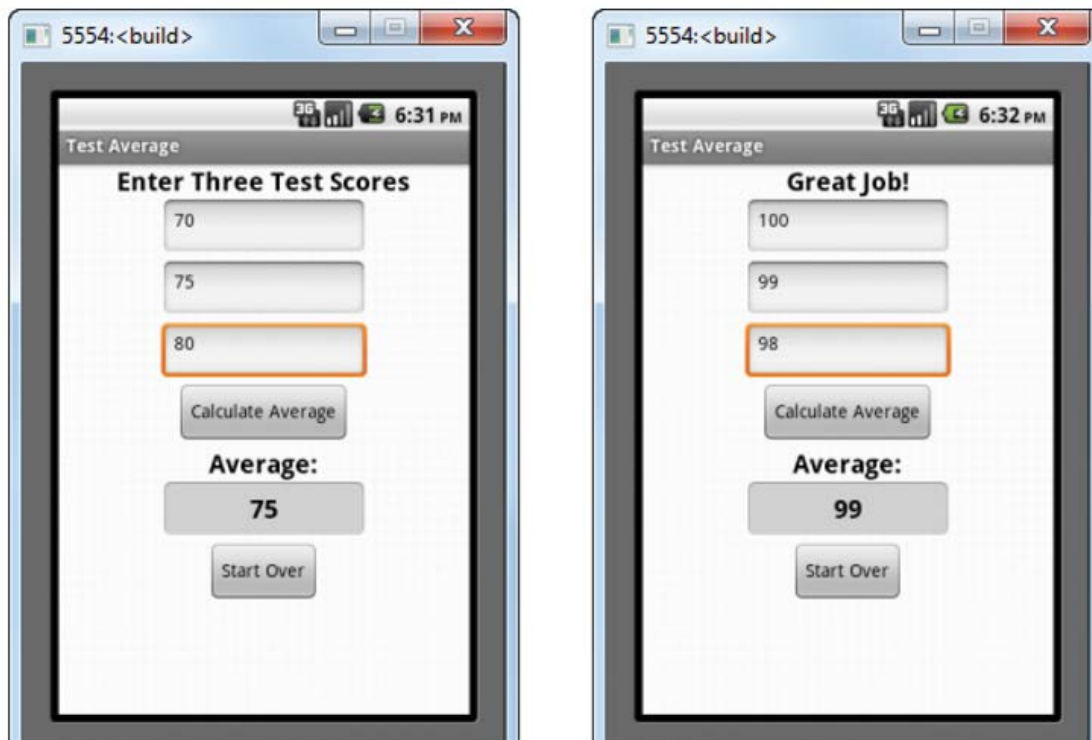 5554:<build>
3G
6:31 PM
Test Average
Enter Three Test Scores
70
75
80
Calculate Average
Average:
75
Start Over
5554:<build>
3G
6:32 PM
Test Average
Great Job!
100
99
98
Calculate Average
Average:
99
Start Over